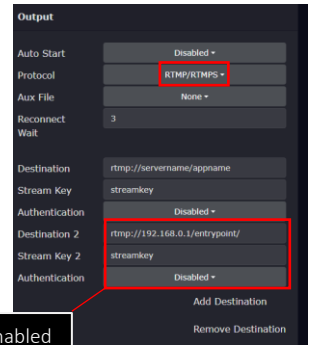 Output
Auto Start Disabled
Protocol RTMP/RTMPS
Aux File None
Reconnect Wait 3
Destination rtmp://servername/appname
Stream Key streamkey
Authentication Disabled
Destination 2 rtmp://192.168.0.1/entrypoint/
Stream Key 2 streamkey
Authentication Disabled
Add Destination
Remove Destination